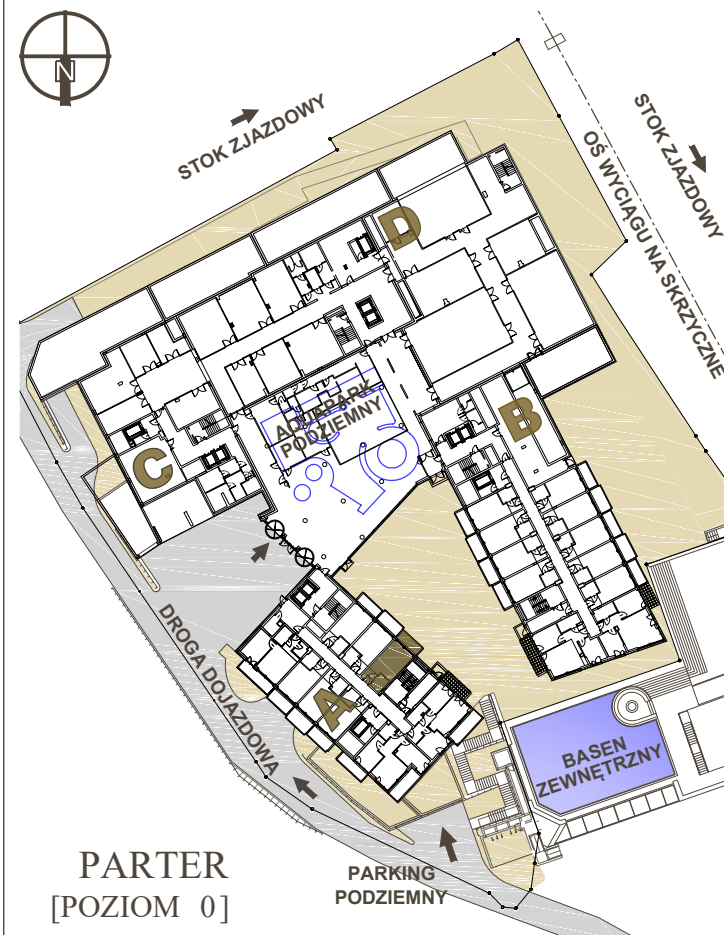 N
STOK ZJAZDOWY
STOK ZJAZDOWY
OŚ WYCIĄGU NA SKRZYCZNE
D
AQUAPARK
PODZIEMNY
B
C
DROGA DOJAZDOWA
A
BASEN
ZEWNĘTRZNY
PARTER
[POZIOM 0]
PARKING
PODZIEMNY